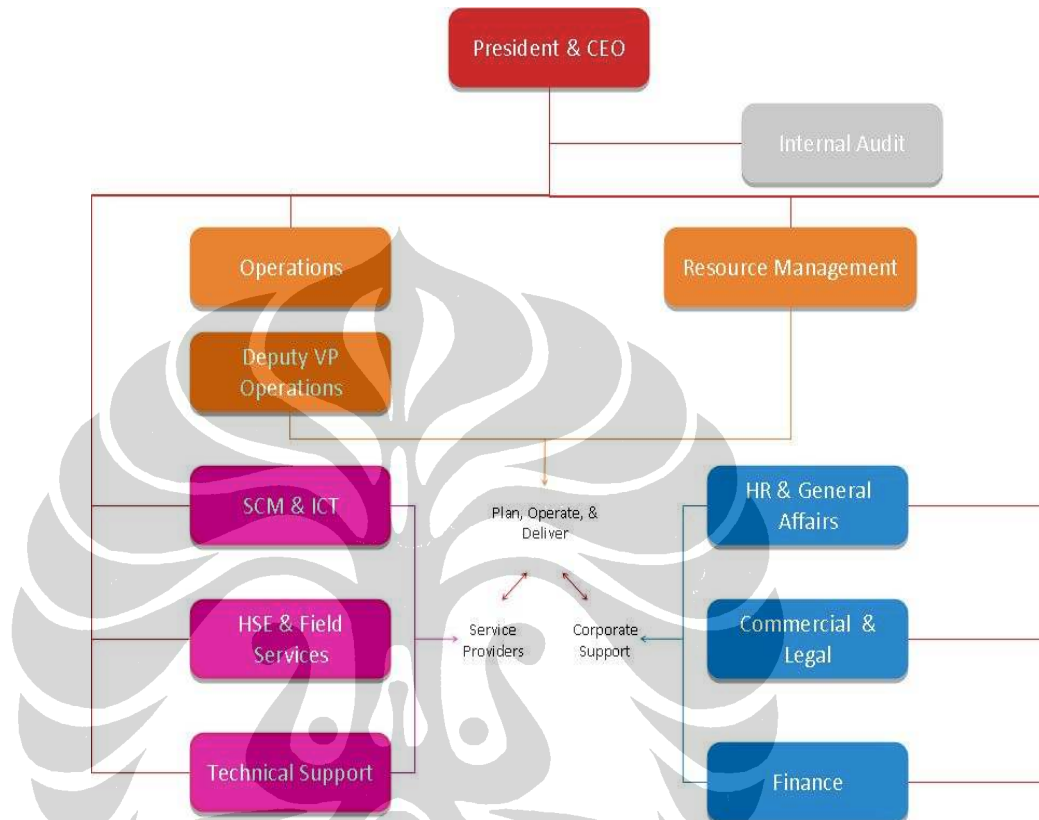 President & CEO
Internal Audit
Operations
Resource Management
Deputy VP
Operations
SCM & ICT
HR & General
Affairs
Plan, Operate, &
Deliver
HSE & Field
Services
Service
Providers
Corporate
Support
Commercial &
Legal
Technical Support
Finance